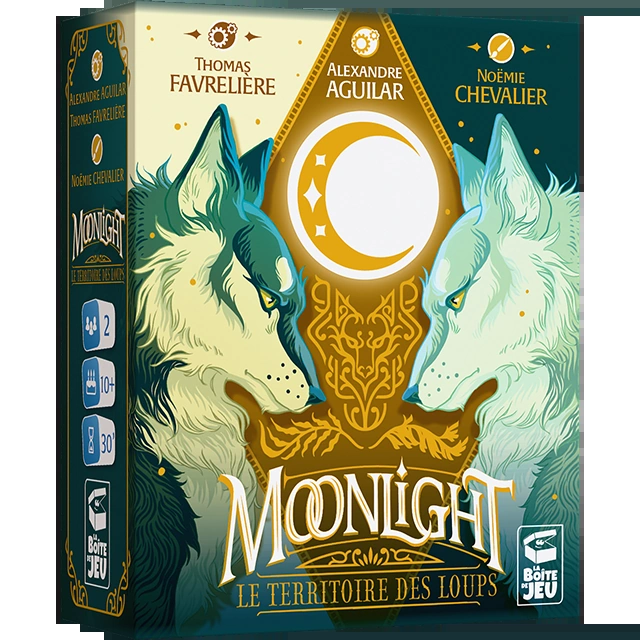 ALEXANDRE AGUILAR
THOMAS FAVRELIÈRE
NOËMIE CHEVALIER
MOONLIGHT
LE TERRITOIRE DES LOUPS
2
10+
30'
LA
BOÎTE
DE JEU
THOMAS
FAVRELIÈRE
ALEXANDRE
AGUILAR
NOËMIE
CHEVALIER
MOONLIGHT
LE TERRITOIRE DES LOUPS
LA
BOÎTE
DE JEU